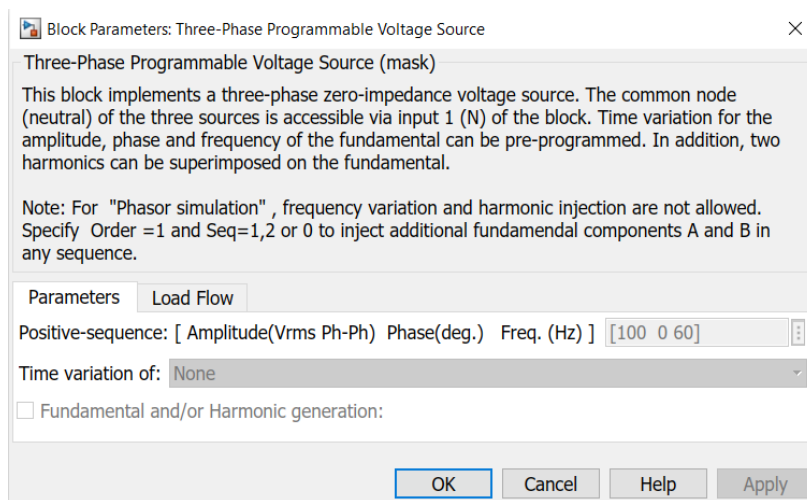 Block Parameters: Three-Phase Programmable Voltage Source
Three-Phase Programmable Voltage Source (mask)
This block implements a three-phase zero-impedance voltage source. The common node
(neutral) of the three sources is accessible via input 1 (N) of the block. Time variation for the
amplitude, phase and frequency of the fundamental can be pre-programmed. In addition, two
harmonics can be superimposed on the fundamental.
Note: For "Phasor simulation" , frequency variation and harmonic injection are not allowed.
Specify Order =1 and Seq=1,2 or 0 to inject additional fundamendal components A and B in
any sequence.
Parameters Load Flow
Positive-sequence: [ Amplitude(Vrms Ph-Ph) Phase(deg.) Freq. (Hz) ] [100 0 60]
Time variation of: None
Fundamental and/or Harmonic generation:
OK Cancel Help Apply